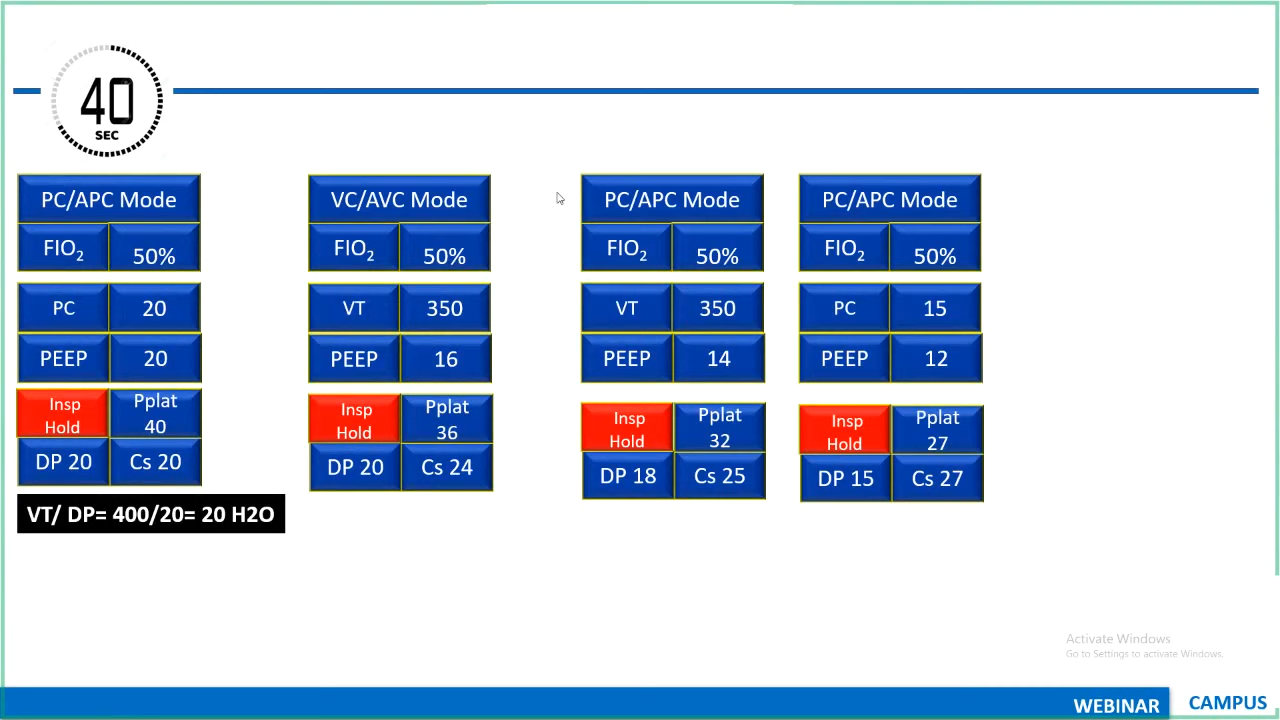 40
SEC
PC/APC Mode
FIO2 50%
PC 20
PEEP 20
Insp Hold Pplat 40
DP 20 Cs 20
VT/ DP= 400/20= 20 H2O
VC/AVC Mode
FIO2 50%
VT 350
PEEP 16
Insp Hold Pplat 36
DP 20 Cs 24
PC/APC Mode
FIO2 50%
VT 350
PEEP 14
Insp Hold Pplat 32
DP 18 Cs 25
PC/APC Mode
FIO2 50%
PC 15
PEEP 12
Insp Hold Pplat 27
DP 15 Cs 27
Activate Windows
Go to Settings to activate Windows.
WEBINAR CAMPUS